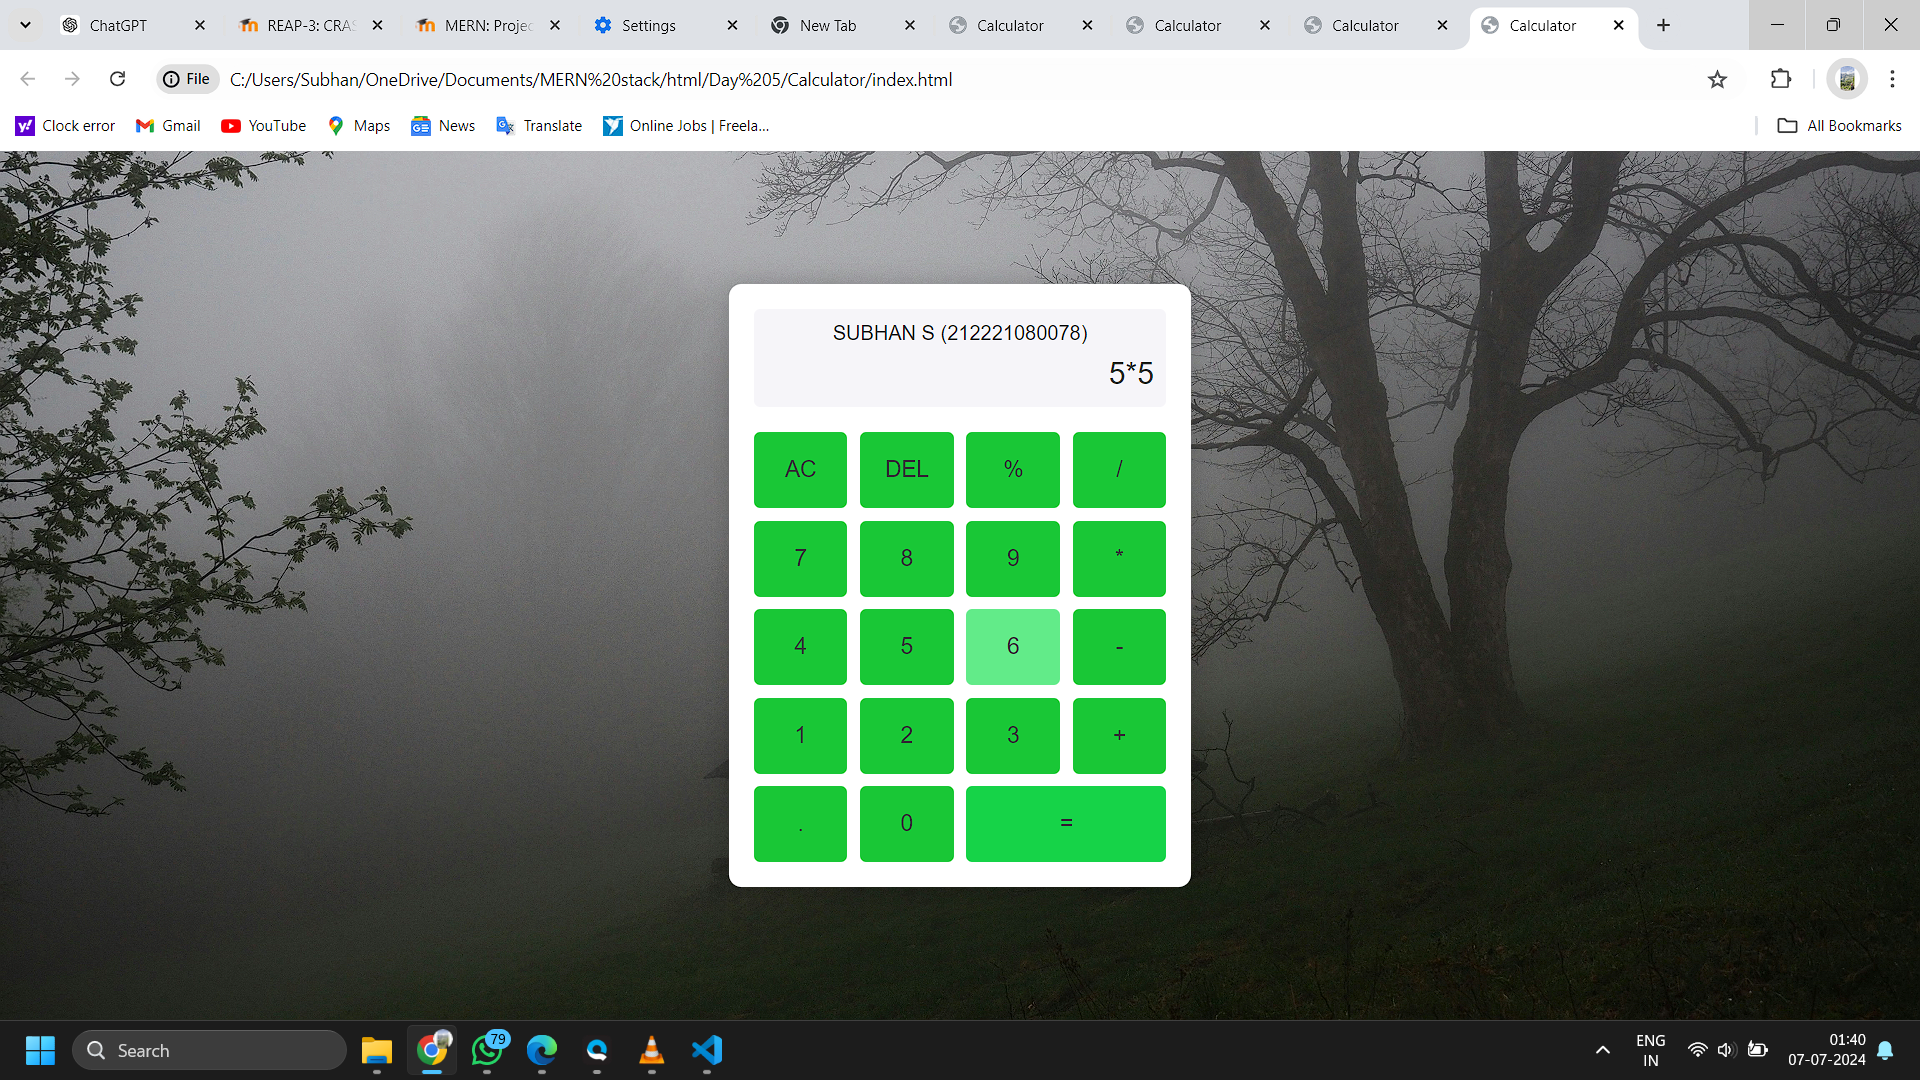 ChatGPT
REAP-3: CRAS
MERN: Projec
Settings
New Tab
Calculator
Calculator
Calculator
Calculator
File
C:/Users/Subhan/OneDrive/Documents/MERN%20stack/html/Day%205/Calculator/index.html
Clock error
Gmail
YouTube
Maps
News
Translate
Online Jobs | Freela...
All Bookmarks
SUBHAN S (212221080078)
5*5
AC DEL % /
7 8 9 *
4 5 6 -
1 2 3 +
. 0 =
Search
79
ENG
IN
01:40
07-07-2024